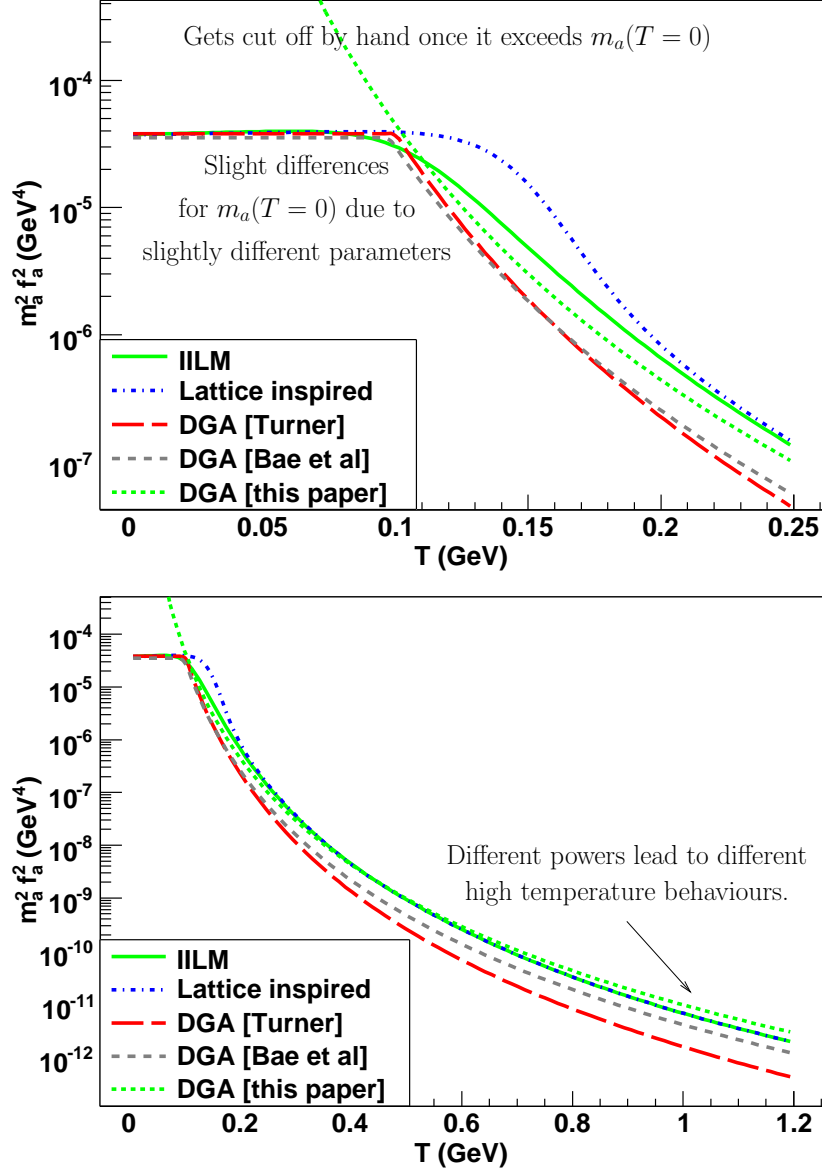 Gets cut off by hand once it exceeds m_a(T = 0)
10^-4
Slight differences
for m_a(T = 0) due to
slightly different parameters
10^-5
10^-6
10^-7
m_a^2 f_a^2 (GeV^4)
IILM
Lattice inspired
DGA [Turner]
DGA [Bae et al]
DGA [this paper]
0 0.05 0.1 0.15 0.2 0.25
T (GeV)
10^-4
10^-5
10^-6
10^-7
10^-8
10^-9
10^-10
10^-11
10^-12
m_a^2 f_a^2 (GeV^4)
Different powers lead to different
high temperature behaviours.
IILM
Lattice inspired
DGA [Turner]
DGA [Bae et al]
DGA [this paper]
0 0.2 0.4 0.6 0.8 1 1.2
T (GeV)